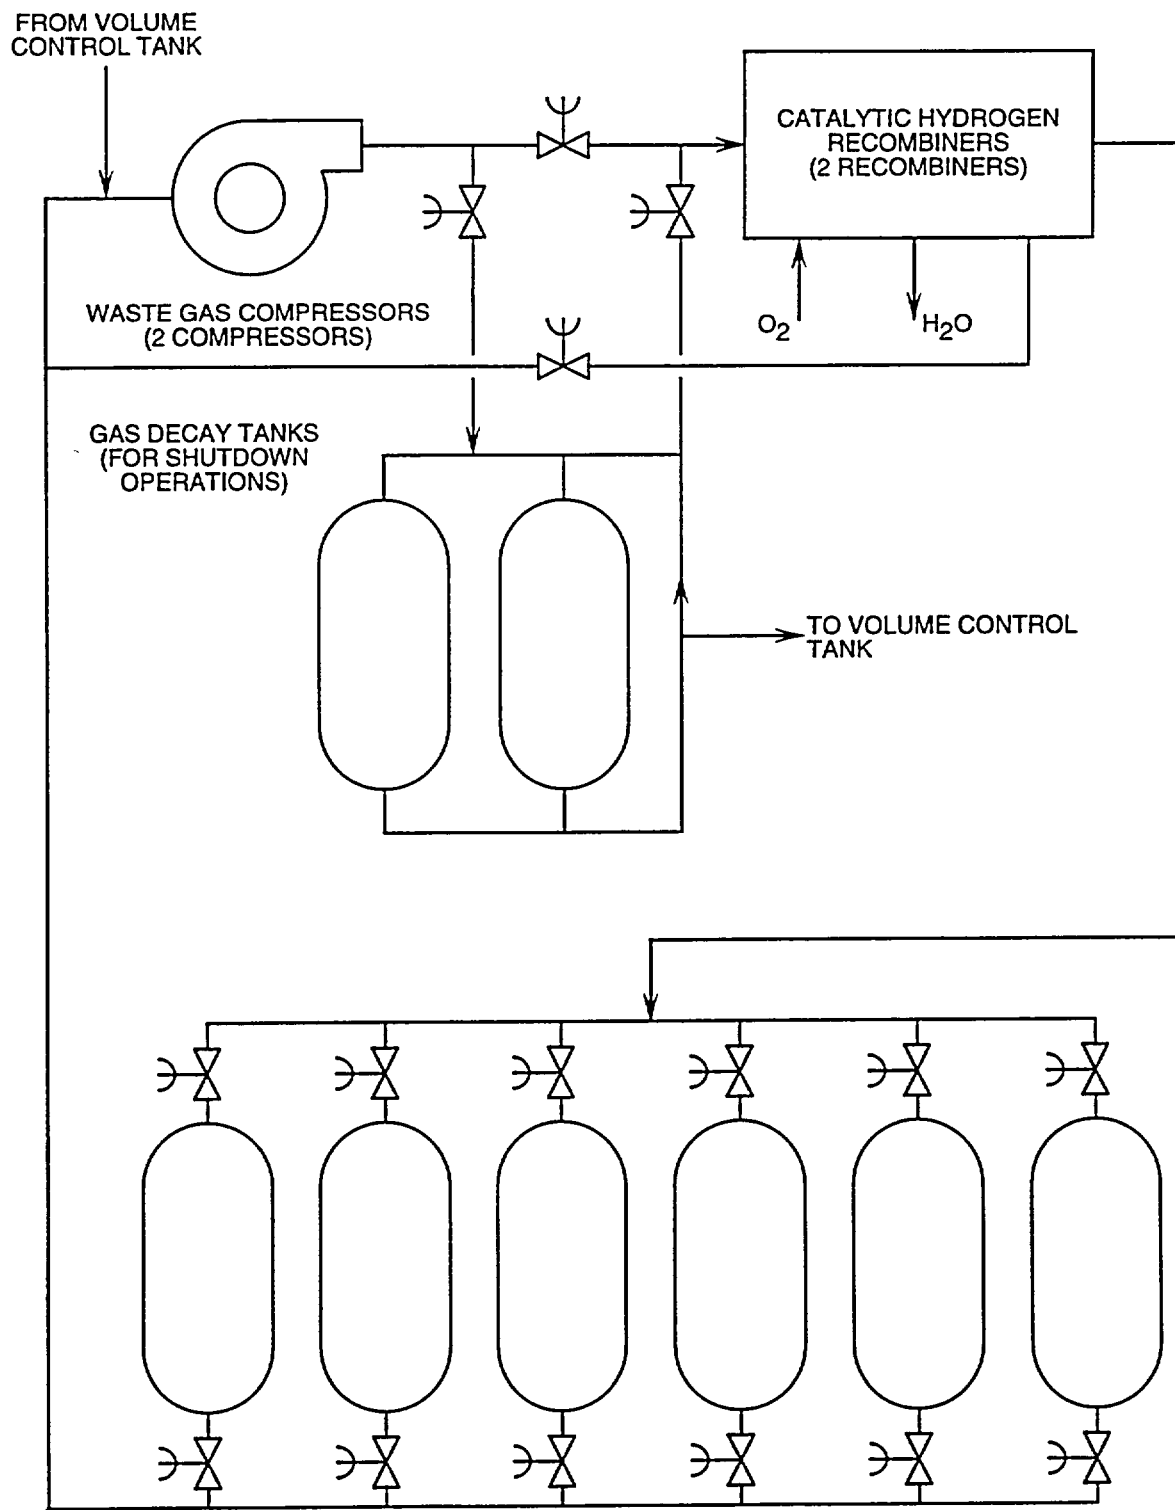 FROM VOLUME
CONTROL TANK
CATALYTIC HYDROGEN
RECOMBINERS
(2 RECOMBINERS)
WASTE GAS COMPRESSORS
(2 COMPRESSORS)
O2
H2O
GAS DECAY TANKS
(FOR SHUTDOWN
OPERATIONS)
TO VOLUME CONTROL
TANK